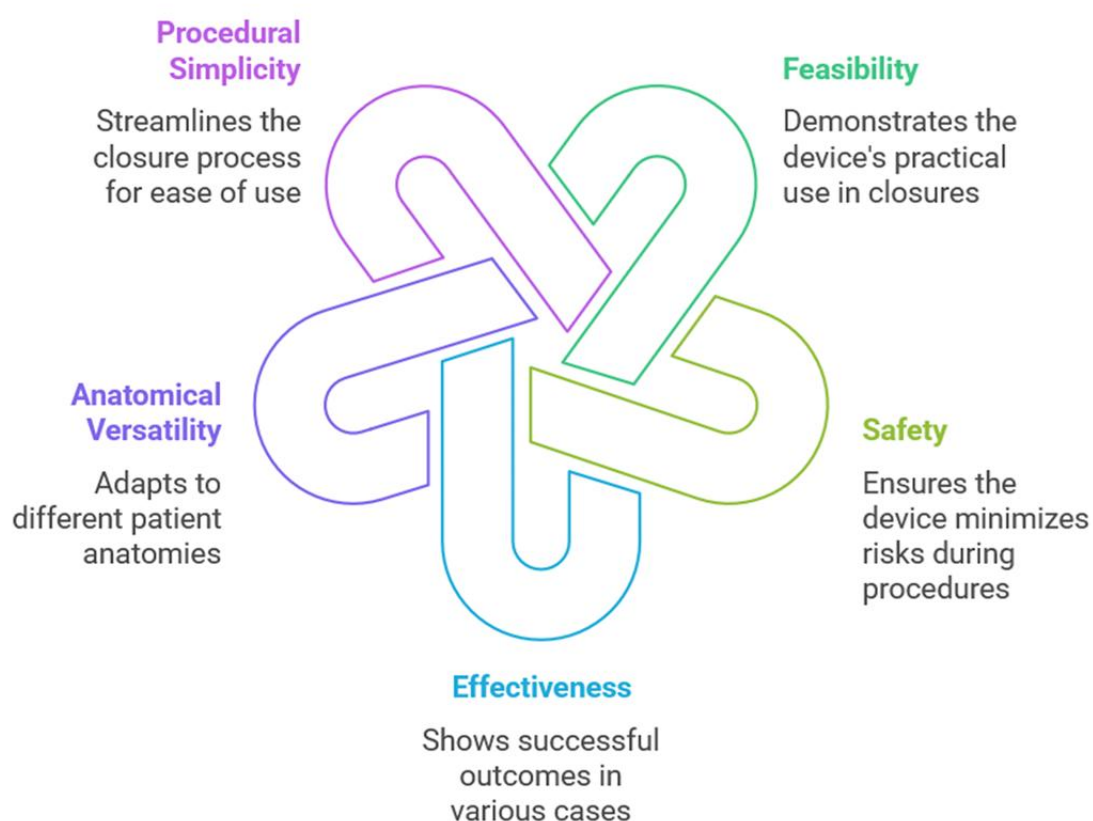 Procedural
Simplicity
Streamlines the
closure process
for ease of use
Feasibility
Demonstrates the
device's practical
use in closures
Anatomical
Versatility
Adapts to
different patient
anatomies
Safety
Ensures the
device minimizes
risks during
procedures
Effectiveness
Shows successful
outcomes in
various cases